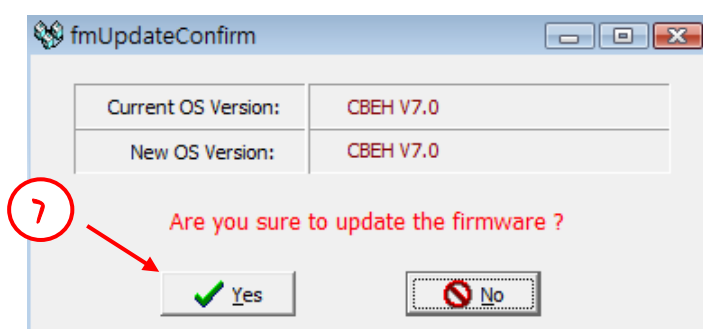 fmUpdateConfirm
Current OS Version: CBEH V7.0
New OS Version: CBEH V7.0
7
Are you sure to update the firmware ?
Yes No